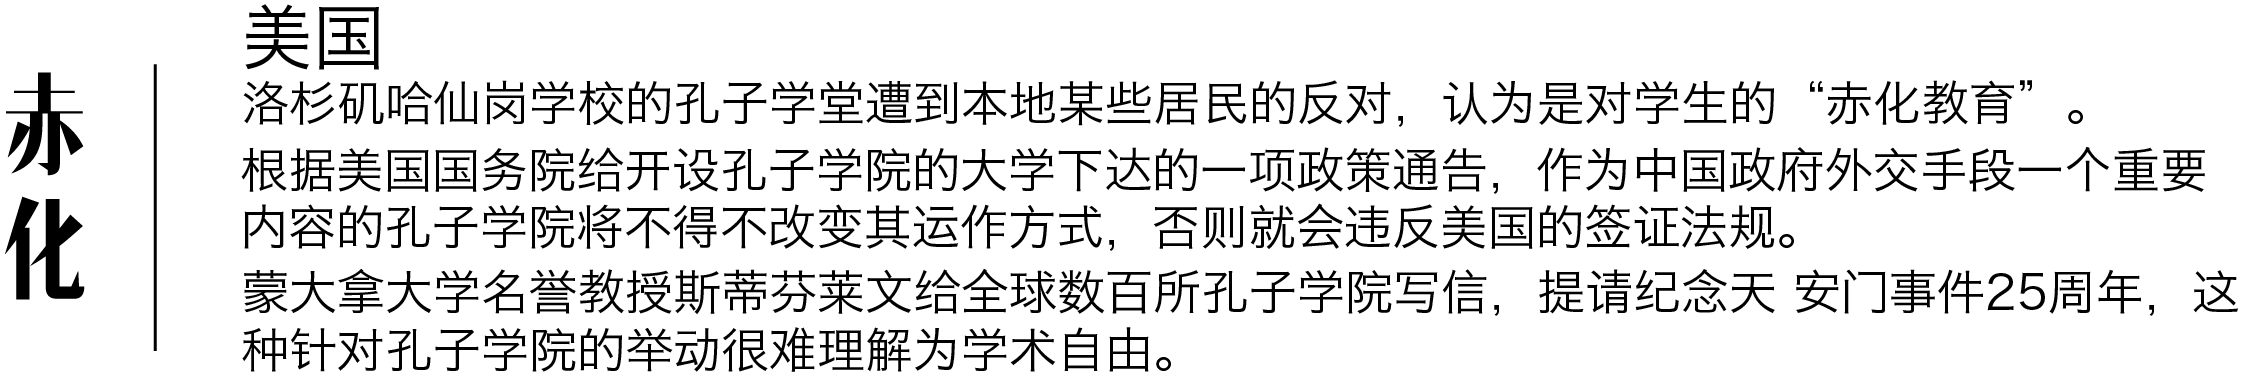 赤化
美国
洛杉矶哈仙岗学校的孔子学堂遭到本地某些居民的反对，认为是对学生的“赤化教育”。
根据美国国务院给开设孔子学院的大学下达的一项政策通告，作为中国政府外交手段一个重要
内容的孔子学院将不得不改变其运作方式，否则就会违反美国的签证法规。
蒙大拿大学名誉教授斯蒂芬莱文给全球数百所孔子学院写信，提请纪念天 安门事件25周年，这
种针对孔子学院的举动很难理解为学术自由。